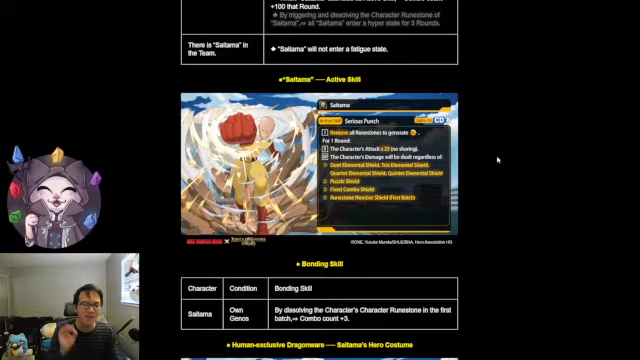 +100 that Round.
◆ By triggering and dissolving the Character Runestone of
"Saitama",⇒ all "Saitama" enter a hyper state for 3 Rounds.
There is "Saitama" in
the Team.
◆ "Saitama" will not enter a fatigue state.
●"Saitama" ── Active Skill
Saitama
Active Skill Serious Punch
Remove all Runestones to generate
For 1 Round:
The Character's Attack x 25 (no sharing).
The Character's Damage will be dealt regardless of:
Duet Elemental Shield, Trio Elemental Shield,
Quartet Elemental Shield, Quintet Elemental Shield
Puzzle Shield
Fixed Combo Shield
Runestone Number Shield (First Batch)
©ONE, Yusuke Murata/SHUEISHA, Hero Association HQ
● Bonding Skill
Character Condition Bonding Skill
Saitama
Own
Genos
By dissolving the Character's Character Runestone in the first
batch,⇒ Combo count +3.
● Human-exclusive Dragonware ── Saitama's Hero Costume